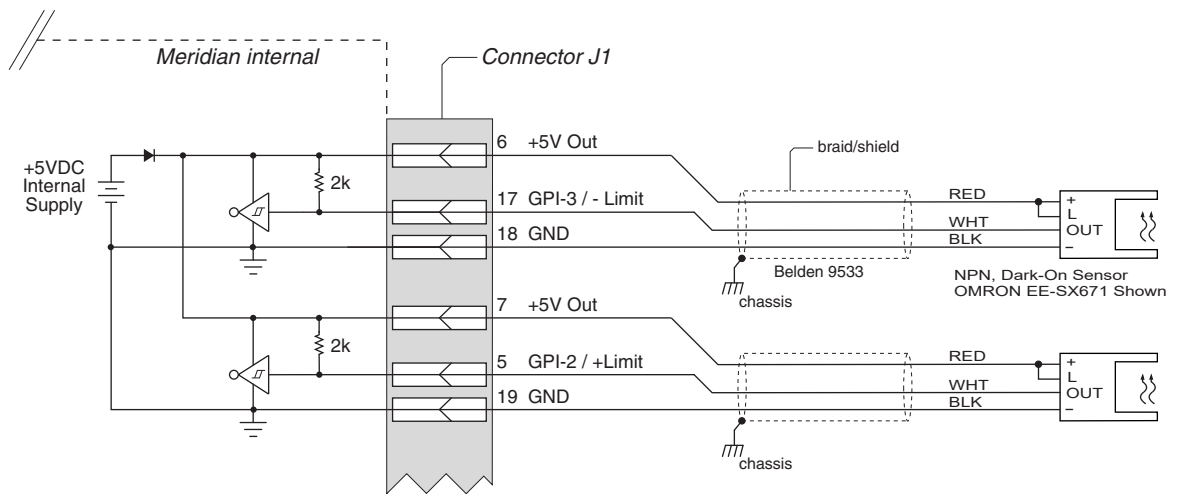 Meridian internal
Connector J1
+5VDC
Internal
Supply
2k
6 +5V Out
17 GPI-3 / - Limit
18 GND
braid/shield
Belden 9533
chassis
RED
WHT
BLK
+
L
OUT
–
NPN, Dark-On Sensor
OMRON EE-SX671 Shown
2k
7 +5V Out
5 GPI-2 / +Limit
19 GND
chassis
RED
WHT
BLK
+
L
OUT
–